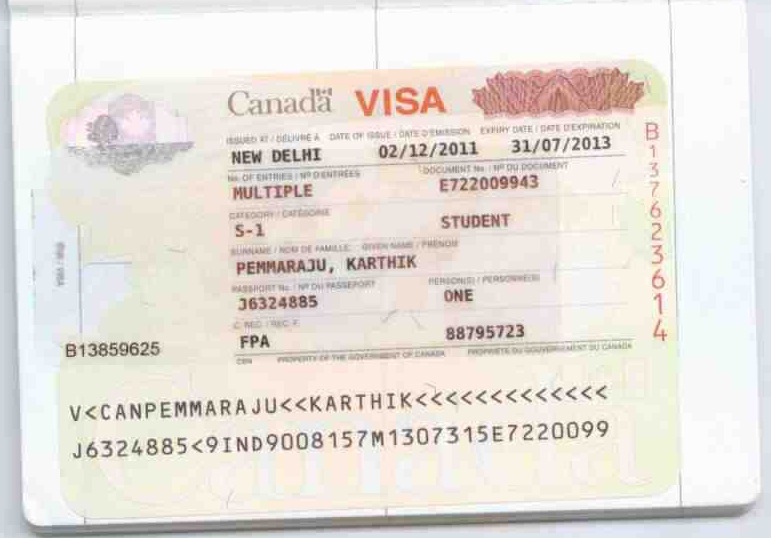 Canada VISA
ISSUED AT / DÉLIVRÉ À DATE OF ISSUE / DATE D'ÉMISSION EXPIRY DATE / DATE D'EXPIRATION
NEW DELHI 02/12/2011 31/07/2013
No. OF ENTRIES / Nº D'ENTRÉES DOCUMENT No. / Nº DU DOCUMENT
MULTIPLE E722009943
CATEGORY / CATÉGORIE
S-1 STUDENT
SURNAME / NOM DE FAMILLE GIVEN NAME / PRÉNOM
PEMMARAJU, KARTHIK
PASSPORT No. / Nº DU PASSEPORT PERSON(S) / PERSONNE(S)
J6324885 ONE
C. REC. / REC. F.
FPA 88795723
PROPERTY OF THE GOVERNMENT OF CANADA PROPRIÉTÉ DU GOUVERNEMENT DU CANADA
B137623614
B13859625
V<CANPEMMARAJU<<KARTHIK<<<<<<<<<<<<<
J6324885<9IND9008157M1307315E7220099